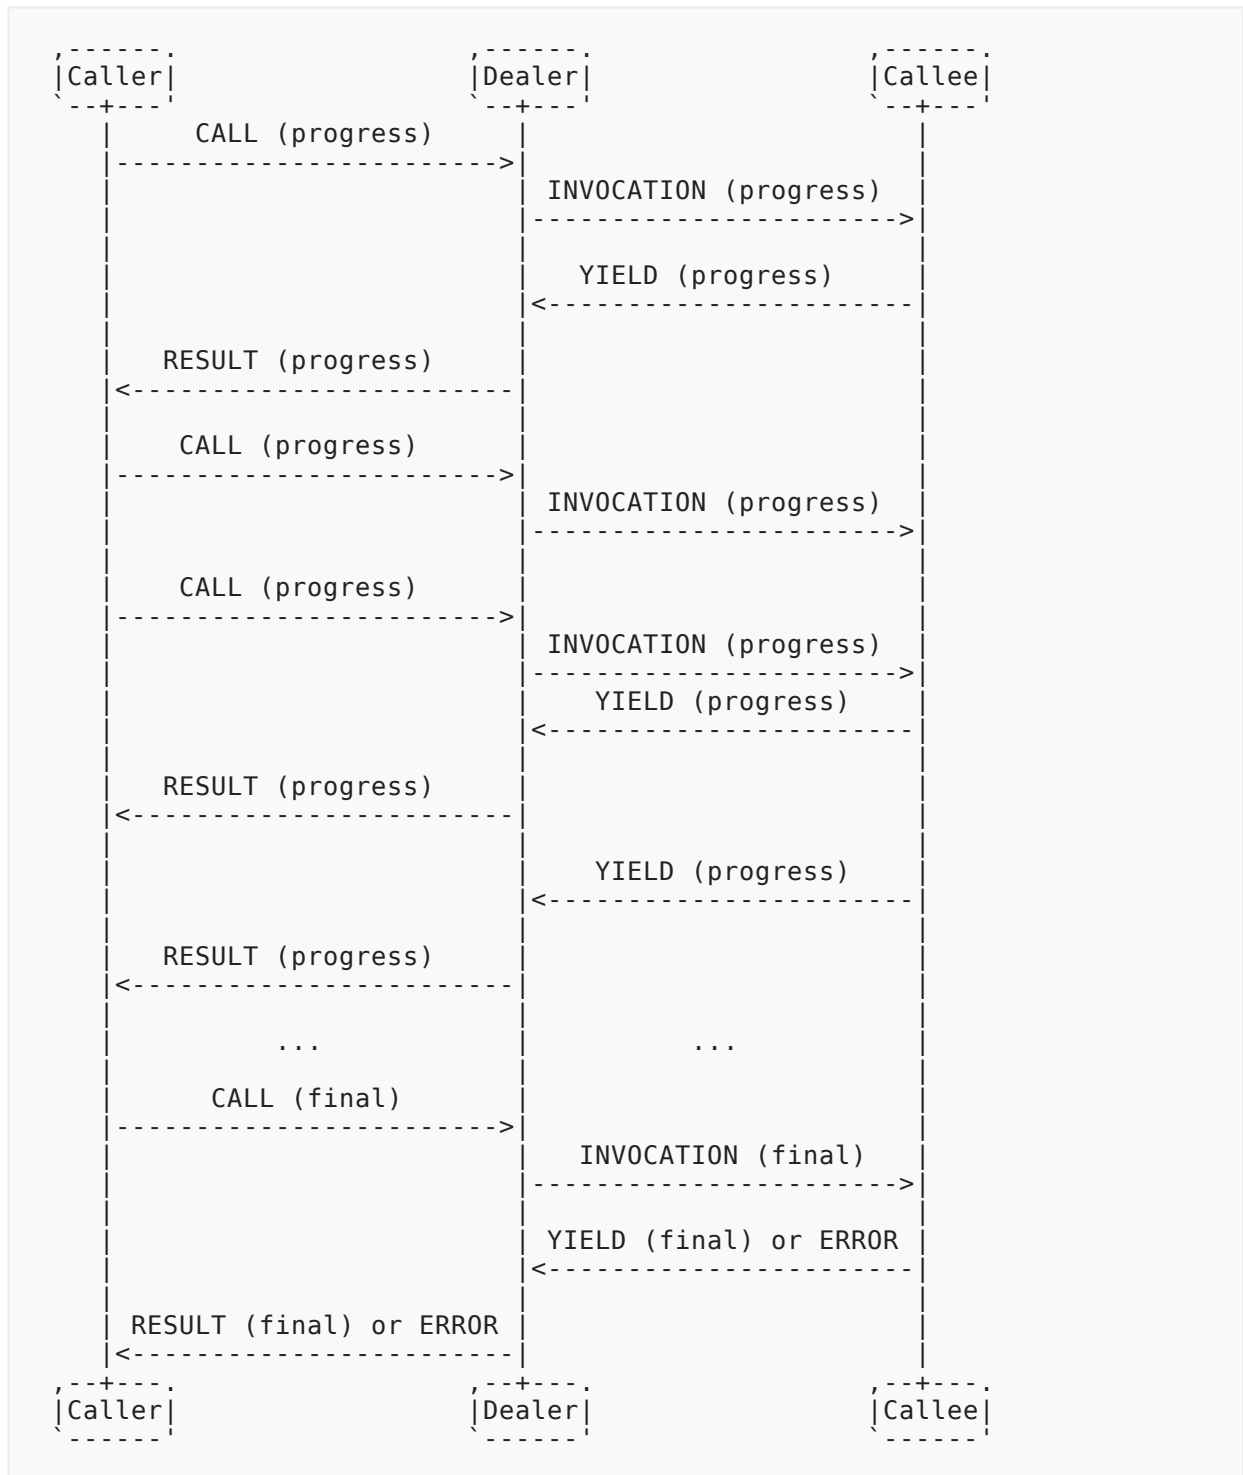 ,------. ,------. ,------.
|Caller| |Dealer| |Callee|
`--+---' `--+---' `--+---'
| CALL (progress) | |
|------------------------>| |
| | INVOCATION (progress) |
| |----------------------->|
| | |
| | YIELD (progress) |
| |<-----------------------|
| | |
| RESULT (progress) | |
|<------------------------| |
| | |
| CALL (progress) | |
|------------------------>| |
| | INVOCATION (progress) |
| |----------------------->|
| | |
| CALL (progress) | |
|------------------------>| |
| | INVOCATION (progress) |
| |----------------------->|
| | YIELD (progress) |
| |<-----------------------|
| | |
| RESULT (progress) | |
|<------------------------| |
| | |
| | YIELD (progress) |
| |<-----------------------|
| | |
| RESULT (progress) | |
|<------------------------| |
| | |
| ... | ... |
| | |
| CALL (final) | |
|------------------------>| |
| | INVOCATION (final) |
| |----------------------->|
| | |
| | YIELD (final) or ERROR |
| |<-----------------------|
| | |
| RESULT (final) or ERROR | |
|<------------------------| |
,--+---. ,--+---. ,--+---.
|Caller| |Dealer| |Callee|
`------' `------' `------'